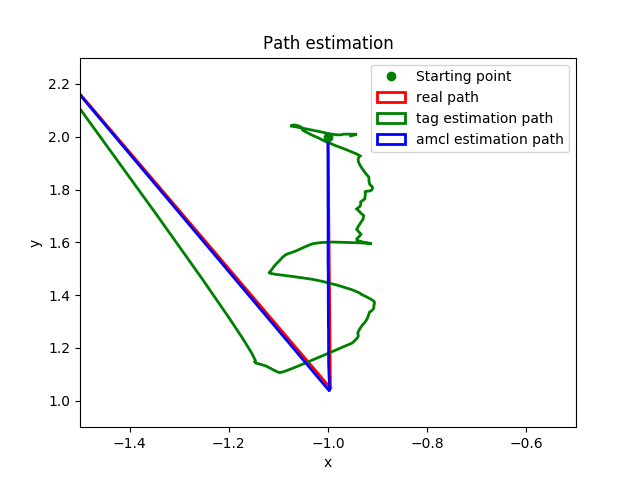 Path estimation
Starting point
real path
tag estimation path
amcl estimation path
2.2
2.0
1.8
1.6
1.4
1.2
1.0
y
−1.4
−1.2
−1.0
−0.8
−0.6
x